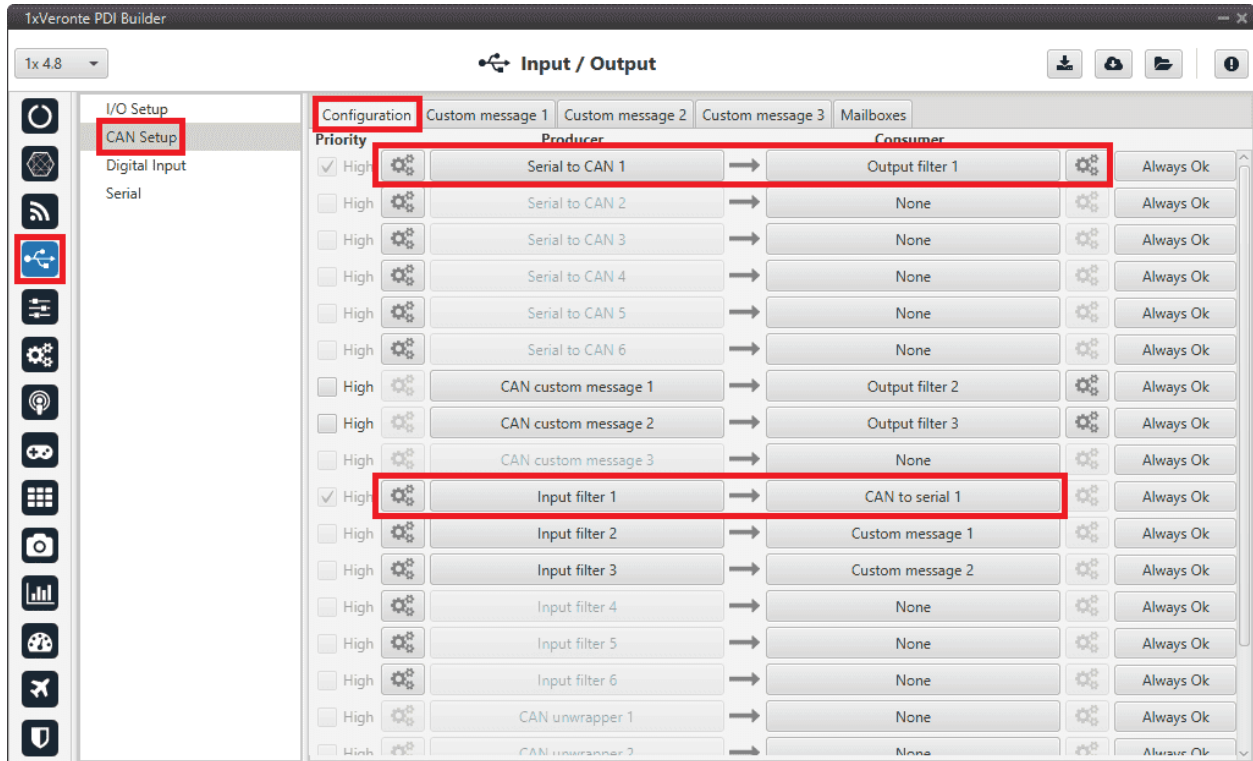 1xVeronte PDI Builder
1x 4.8
Input / Output
I/O Setup
CAN Setup
Digital Input
Serial
Configuration Custom message 1 Custom message 2 Custom message 3 Mailboxes
Priority Producer Consumer
High Serial to CAN 1 Output filter 1 Always Ok
High Serial to CAN 2 None Always Ok
High Serial to CAN 3 None Always Ok
High Serial to CAN 4 None Always Ok
High Serial to CAN 5 None Always Ok
High Serial to CAN 6 None Always Ok
High CAN custom message 1 Output filter 2 Always Ok
High CAN custom message 2 Output filter 3 Always Ok
High CAN custom message 3 None Always Ok
High Input filter 1 CAN to serial 1 Always Ok
High Input filter 2 Custom message 1 Always Ok
High Input filter 3 Custom message 2 Always Ok
High Input filter 4 None Always Ok
High Input filter 5 None Always Ok
High Input filter 6 None Always Ok
High CAN unwrapper 1 None Always Ok
High CAN unwrapper 2 None Always Ok